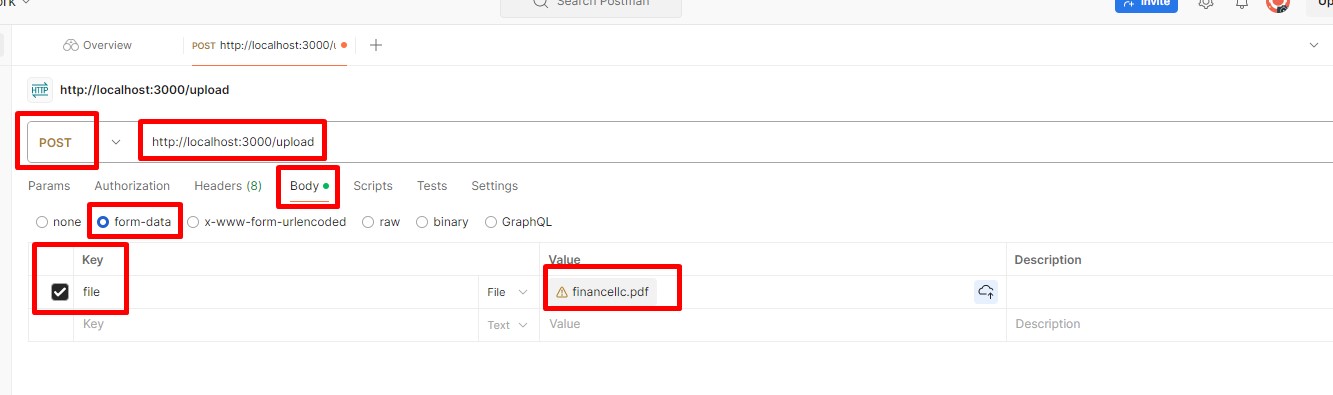 Search Postman
Invite
Overview
POST http://localhost:3000/
HTTP http://localhost:3000/upload
POST http://localhost:3000/upload
Params Authorization Headers (8) Body Scripts Tests Settings
none form-data x-www-form-urlencoded raw binary GraphQL
Key Value Description
file File financellc.pdf
Key Text Value Description